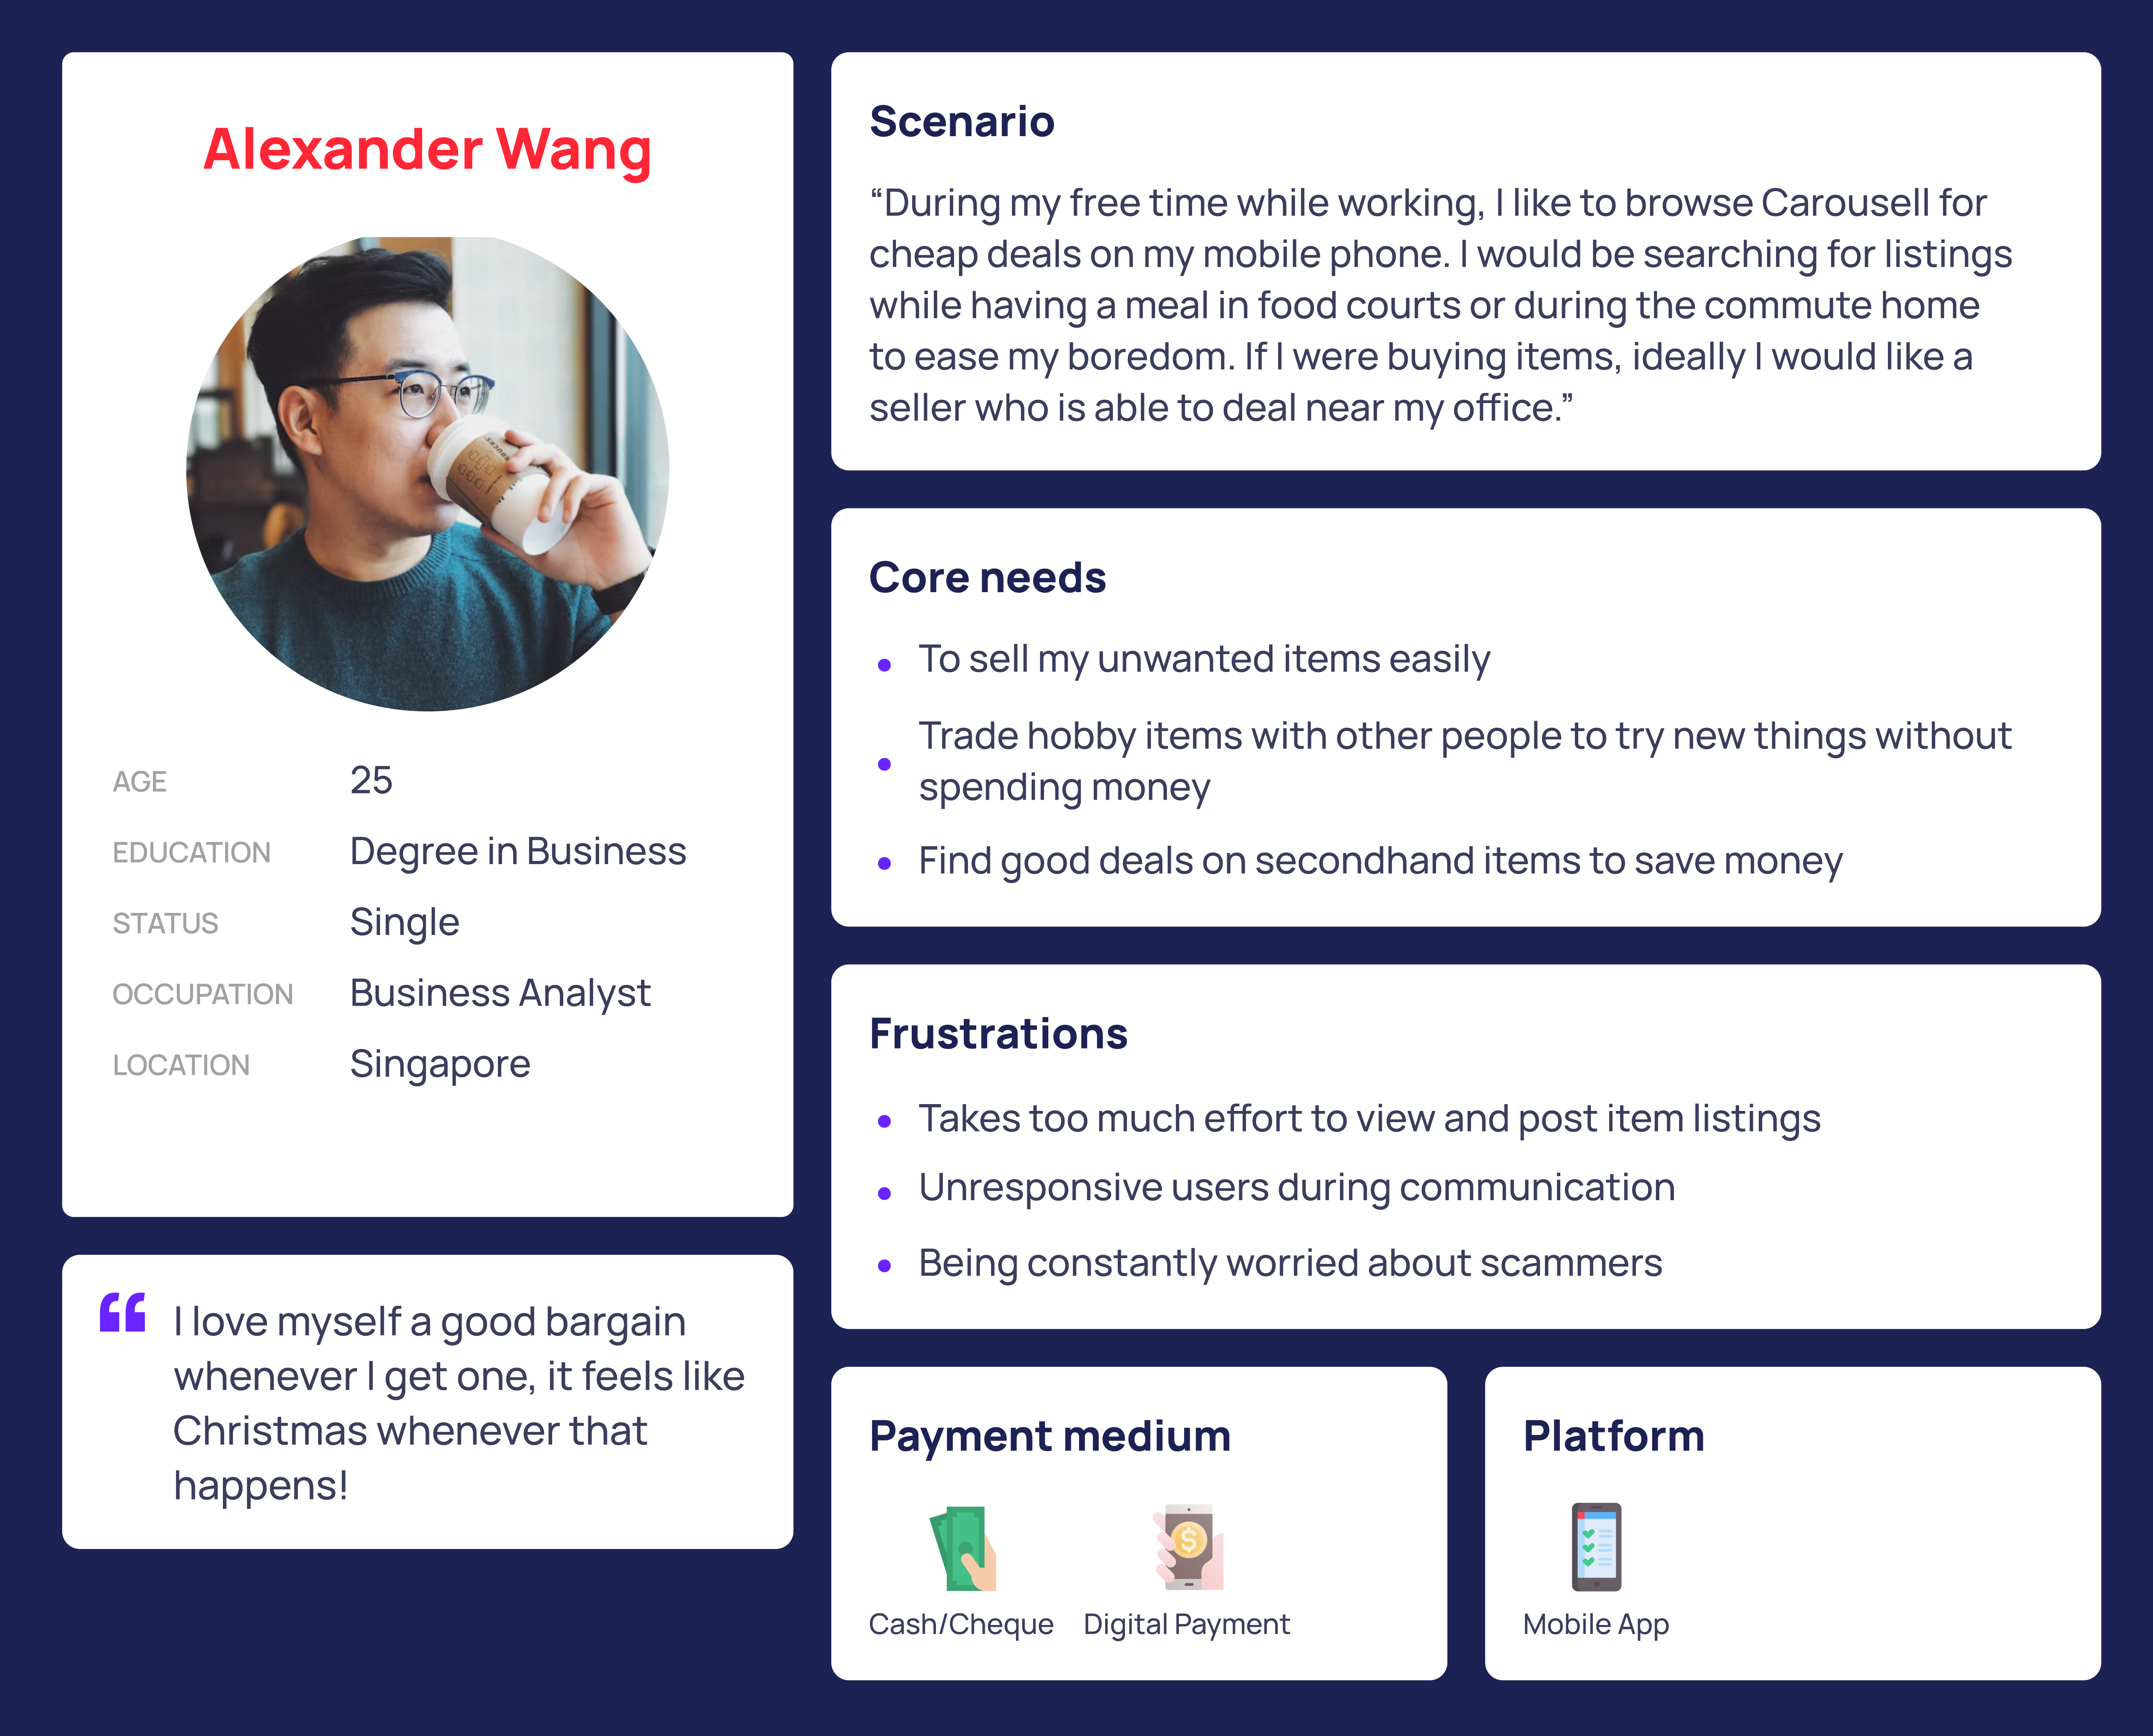 Alexander Wang
AGE 25
EDUCATION Degree in Business
STATUS Single
OCCUPATION Business Analyst
LOCATION Singapore
“ I love myself a good bargain
whenever I get one, it feels like
Christmas whenever that
happens!
Scenario
“During my free time while working, I like to browse Carousell for
cheap deals on my mobile phone. I would be searching for listings
while having a meal in food courts or during the commute home
to ease my boredom. If I were buying items, ideally I would like a
seller who is able to deal near my office.”
Core needs
• To sell my unwanted items easily
• Trade hobby items with other people to try new things without
spending money
• Find good deals on secondhand items to save money
Frustrations
• Takes too much effort to view and post item listings
• Unresponsive users during communication
• Being constantly worried about scammers
Payment medium
$
Cash/Cheque Digital Payment
Platform
Mobile App